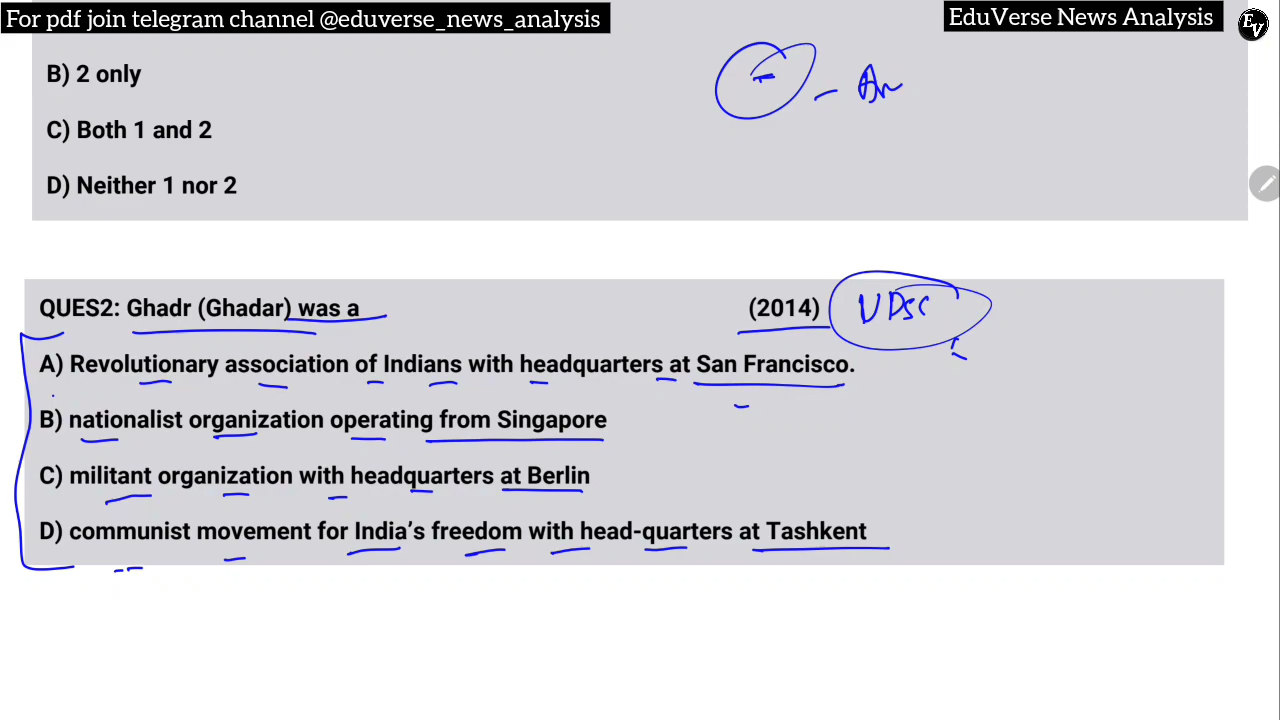 For pdf join telegram channel @eduverse_news_analysis
EduVerse News Analysis
EV
B) 2 only
C) Both 1 and 2
D) Neither 1 nor 2
QUES2: Ghadr (Ghadar) was a (2014) UPSC
A) Revolutionary association of Indians with headquarters at San Francisco.
B) nationalist organization operating from Singapore
C) militant organization with headquarters at Berlin
D) communist movement for India's freedom with head-quarters at Tashkent